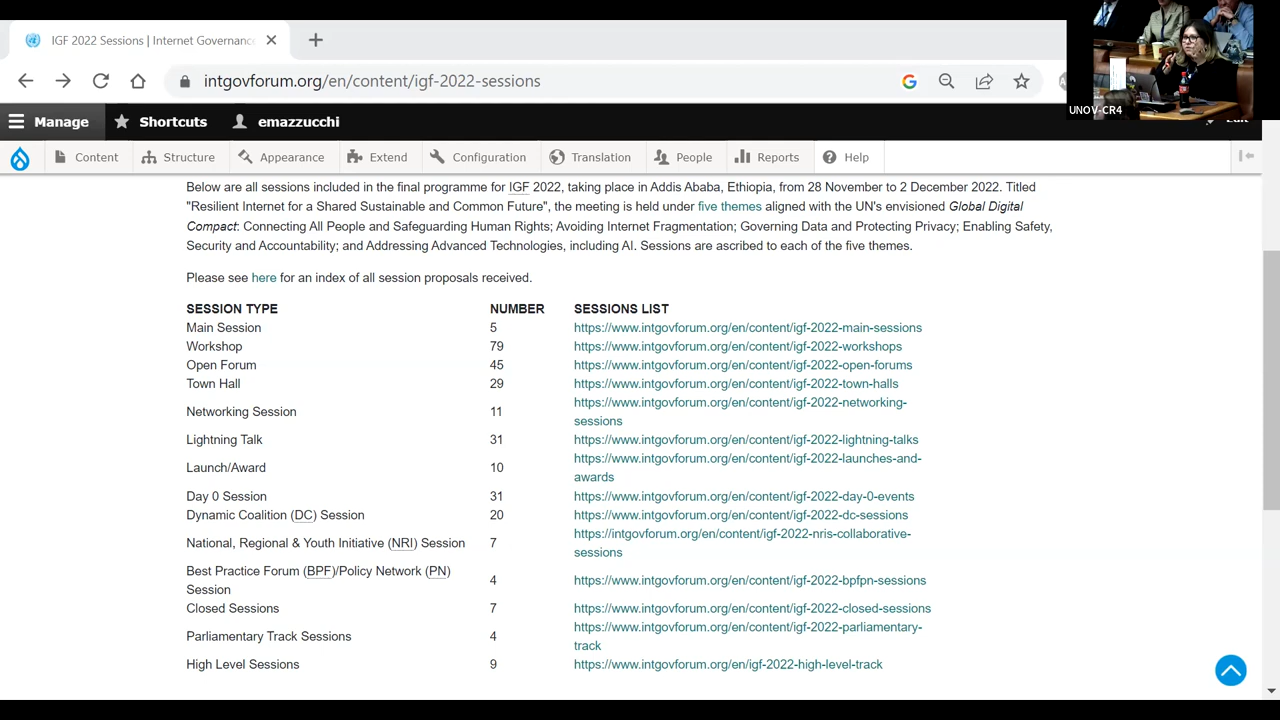 IGF 2022 Sessions | Internet Governance
intgovforum.org/en/content/igf-2022-sessions
UNOV-CR4
Manage Shortcuts emazzucchi
Content Structure Appearance Extend Configuration Translation People Reports Help
Below are all sessions included in the final programme for IGF 2022, taking place in Addis Ababa, Ethiopia, from 28 November to 2 December 2022. Titled
"Resilient Internet for a Shared Sustainable and Common Future", the meeting is held under five themes aligned with the UN's envisioned Global Digital
Compact: Connecting All People and Safeguarding Human Rights; Avoiding Internet Fragmentation; Governing Data and Protecting Privacy; Enabling Safety,
Security and Accountability; and Addressing Advanced Technologies, including AI. Sessions are ascribed to each of the five themes.
Please see here for an index of all session proposals received.
SESSION TYPE NUMBER SESSIONS LIST
Main Session 5 https://www.intgovforum.org/en/content/igf-2022-main-sessions
Workshop 79 https://www.intgovforum.org/en/content/igf-2022-workshops
Open Forum 45 https://www.intgovforum.org/en/content/igf-2022-open-forums
Town Hall 29 https://www.intgovforum.org/en/content/igf-2022-town-halls
Networking Session 11 https://www.intgovforum.org/en/content/igf-2022-networking-
sessions
Lightning Talk 31 https://www.intgovforum.org/en/content/igf-2022-lightning-talks
Launch/Award 10 https://www.intgovforum.org/en/content/igf-2022-launches-and-
awards
Day 0 Session 31 https://www.intgovforum.org/en/content/igf-2022-day-0-events
Dynamic Coalition (DC) Session 20 https://www.intgovforum.org/en/content/igf-2022-dc-sessions
National, Regional & Youth Initiative (NRI) Session 7 https://intgovforum.org/en/content/igf-2022-nris-collaborative-
sessions
Best Practice Forum (BPF)/Policy Network (PN)
Session 4 https://www.intgovforum.org/en/content/igf-2022-bpfpn-sessions
Closed Sessions 7 https://www.intgovforum.org/en/content/igf-2022-closed-sessions
Parliamentary Track Sessions 4 https://www.intgovforum.org/en/content/igf-2022-parliamentary-
track
High Level Sessions 9 https://www.intgovforum.org/en/igf-2022-high-level-track